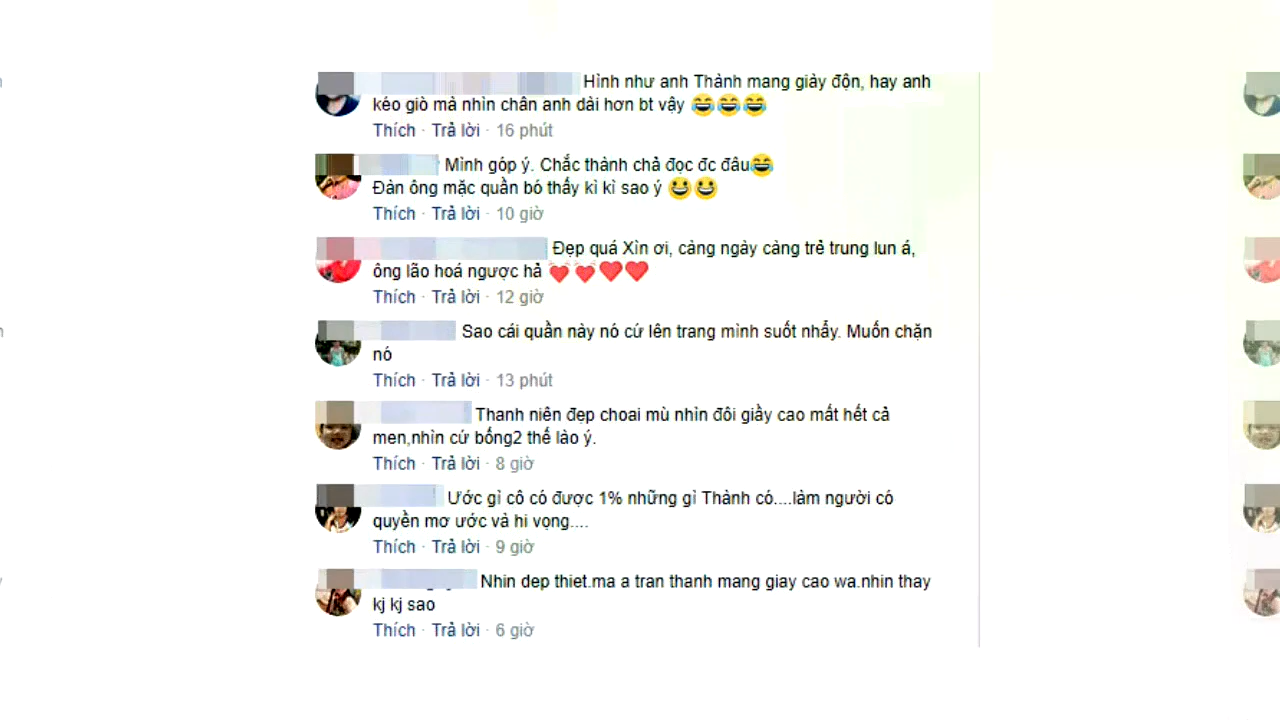 Hình như anh Thành mang giày độn, hay anh
kéo giò mà nhìn chân anh dài hơn bt vậy 😂😂😂
Thích · Trả lời · 16 phút
Mình góp ý. Chắc thành chả đọc đc đâu😂
Đàn ông mặc quần bó thấy kì kì sao ý 😃😃
Thích · Trả lời · 10 giờ
Đẹp quá Xìn ơi, càng ngày càng trẻ trung lun á,
ông lão hoá ngược hả 💓💓❤️❤️
Thích · Trả lời · 12 giờ
Sao cái quần này nó cứ lên trang mình suốt nhẩy. Muốn chặn
nó
Thích · Trả lời · 13 phút
Thanh niên đẹp choai mù nhìn đôi giầy cao mất hết cả
men,nhìn cứ bống2 thế lào ý.
Thích · Trả lời · 8 giờ
Ước gì cô có được 1% những gì Thành có....làm người có
quyền mơ ước và hi vọng....
Thích · Trả lời · 9 giờ
Nhin dep thiet.ma a tran thanh mang giay cao wa.nhin thay
kj kj sao
Thích · Trả lời · 6 giờ